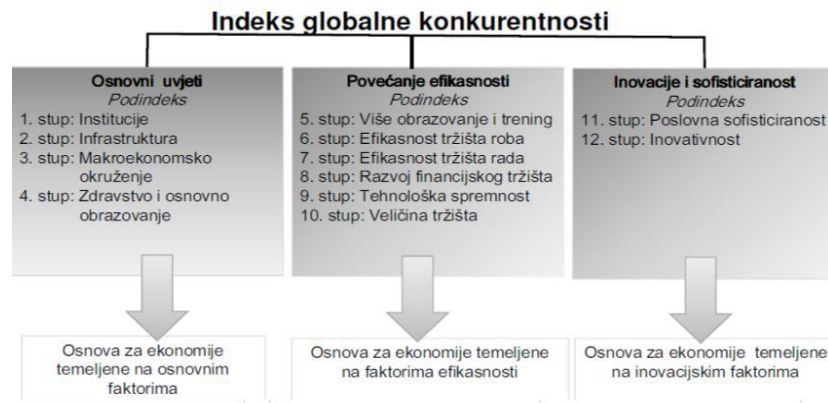 Indeks globalne konkurentnosti
Osnovni uvjeti
Podindeks
1. stup: Institucije
2. stup: Infrastruktura
3. stup: Makroekonomsko
okruženje
4. stup: Zdravstvo i osnovno
obrazovanje
Povećanje efikasnosti
Podindeks
5. stup: Više obrazovanje i trening
6. stup: Efikasnost tržišta roba
7. stup: Efikasnost tržišta rada
8. stup: Razvoj financijskog tržišta
9. stup: Tehnološka spremnost
10. stup: Veličina tržišta
Inovacije i sofisticiranost
Podindeks
11. stup: Poslovna sofisticiranost
12. stup: Inovativnost
Osnova za ekonomije
temeljene na osnovnim
faktorima
Osnova za ekonomije temeljene
na faktorima efikasnosti
Osnova za ekonomije temeljene
na inovacijskim faktorima